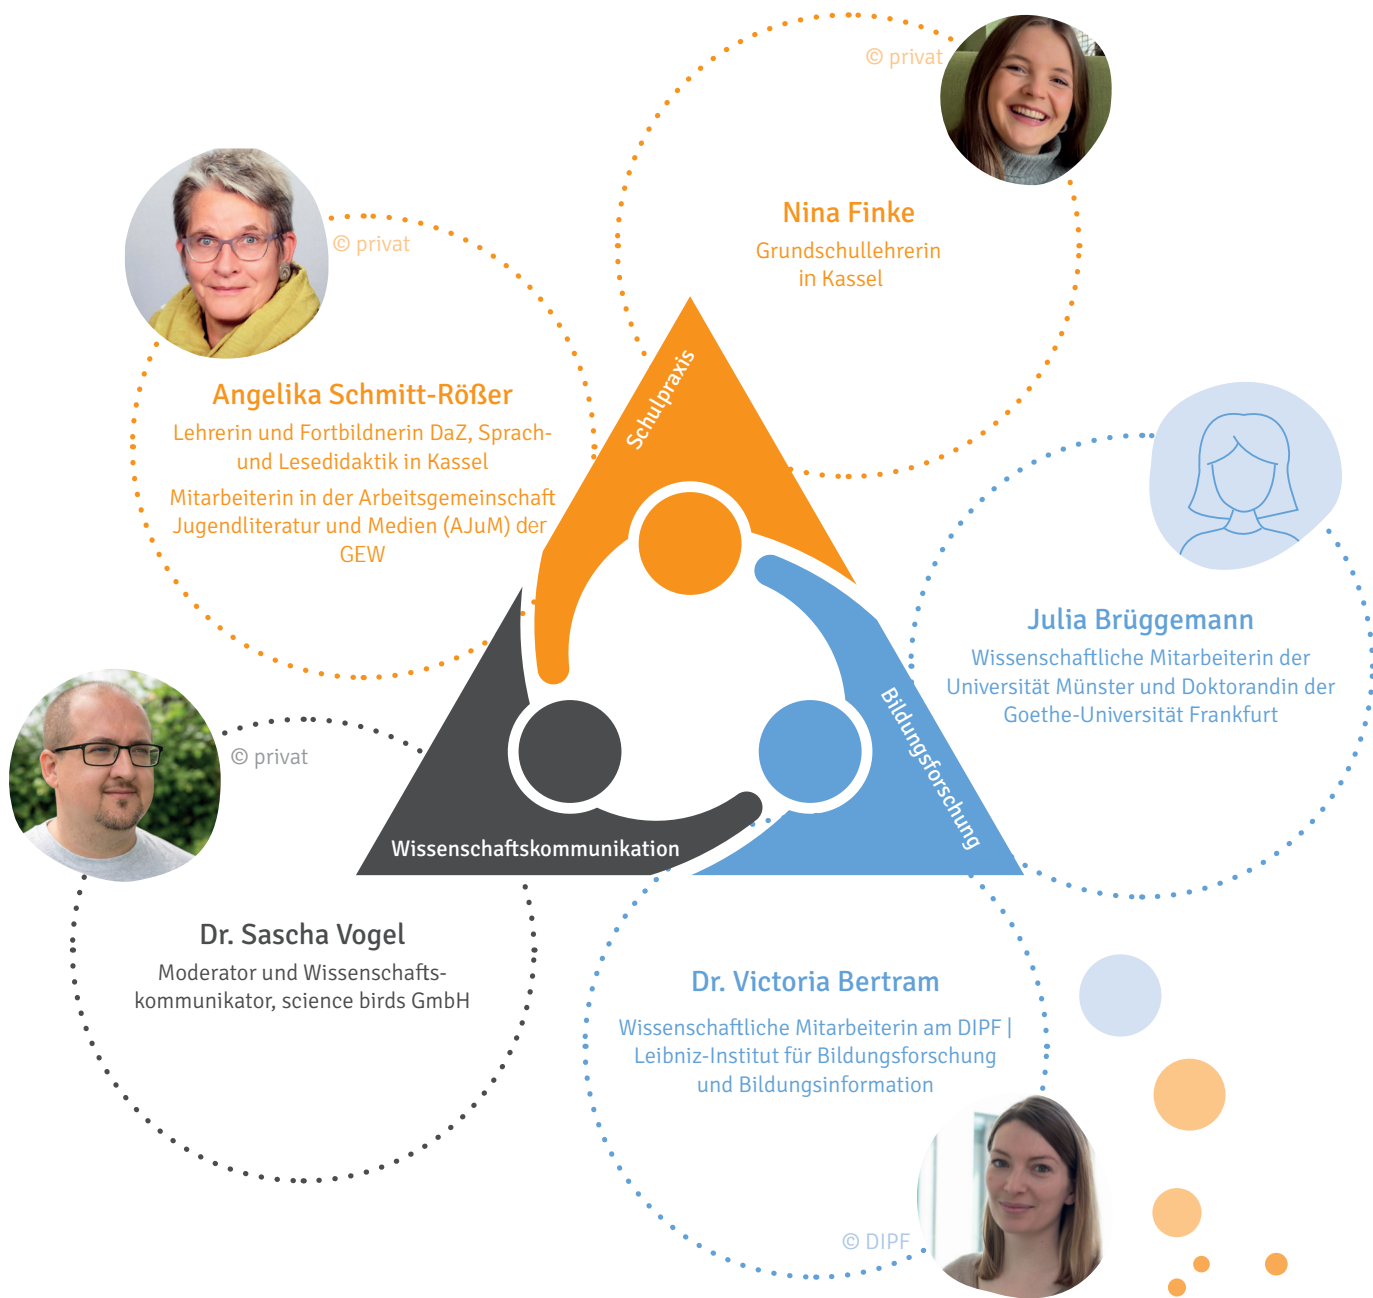 © privat
Nina Finke
Grundschullehrerin
in Kassel
© privat
Angelika Schmitt-Rößer
Lehrerin und Fortbildnerin DaZ, Sprach-
und Lesedidaktik in Kassel
Mitarbeiterin in der Arbeitsgemeinschaft
Jugendliteratur und Medien (AJuM) der
GEW
Schulpraxis
Julia Brüggemann
Wissenschaftliche Mitarbeiterin der
Universität Münster und Doktorandin der
Goethe-Universität Frankfurt
Bildungsforschung
© privat
Wissenschaftskommunikation
Dr. Sascha Vogel
Moderator und Wissenschafts-
kommunikator, science birds GmbH
Dr. Victoria Bertram
Wissenschaftliche Mitarbeiterin am DIPF |
Leibniz-Institut für Bildungsforschung
und Bildungsinformation
© DIPF